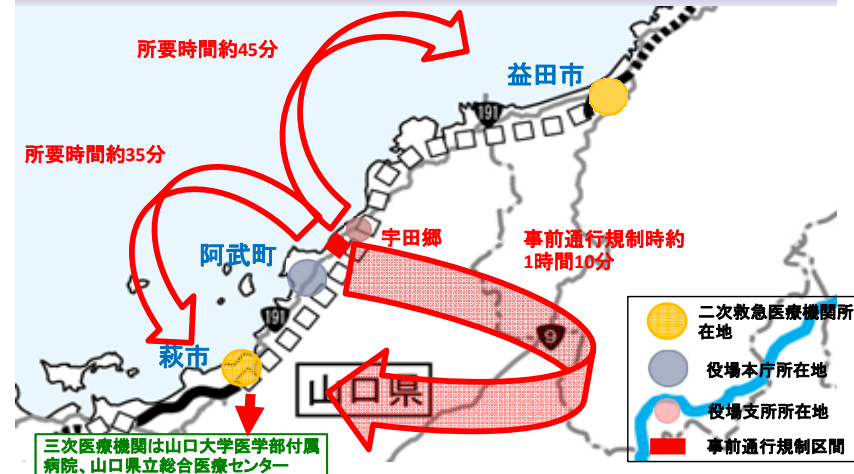 所要時間約45分
益田市
191
所要時間約35分
宇田郷
事前通行規制時約
1時間10分
阿武町
191
9
萩市
山口県
二次救急医療機関所
在地
役場本庁所在地
役場支所所在地
事前通行規制区間
三次医療機関は山口大学医学部付属
病院、山口県立総合医療センター